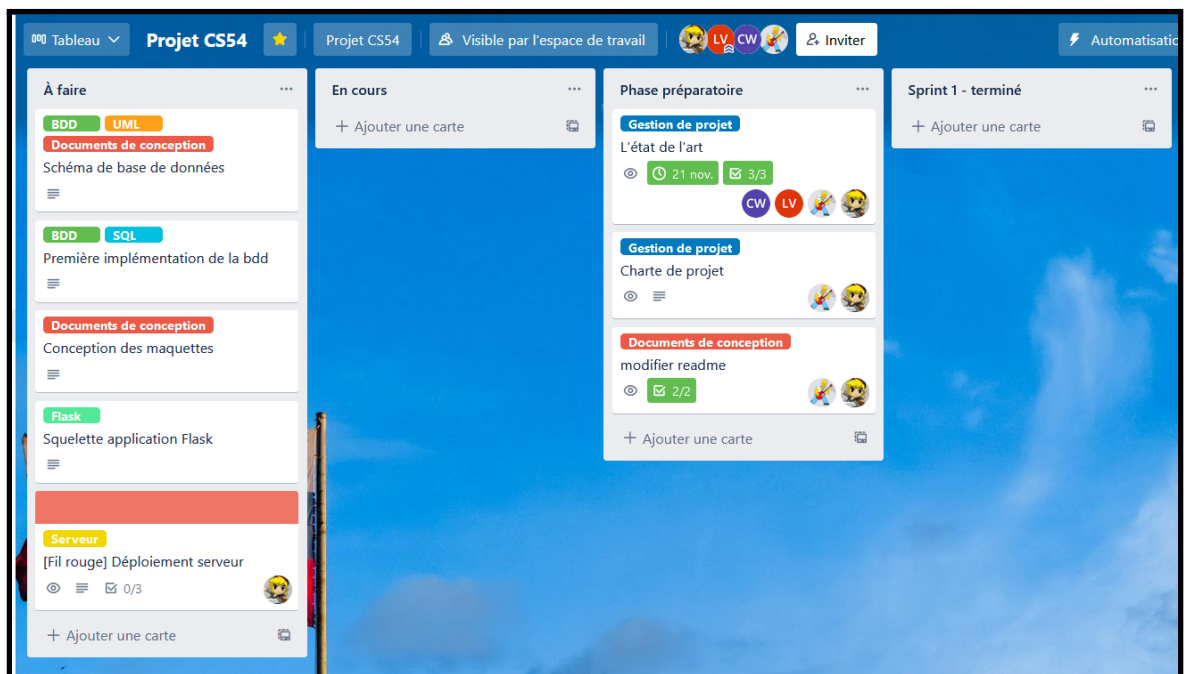 Tableau
Projet CS54
Projet CS54
Visible par l'espace de travail
LV
CW
Inviter
Automatisatio
À faire
BDD
UML
Documents de conception
Schéma de base de données
BDD
SQL
Première implémentation de la bdd
Documents de conception
Conception des maquettes
Flask
Squelette application Flask
Serveur
[Fil rouge] Déploiement serveur
0/3
+ Ajouter une carte
En cours
+ Ajouter une carte
Phase préparatoire
Gestion de projet
L'état de l'art
21 nov.
3/3
CW
LV
Gestion de projet
Charte de projet
Documents de conception
modifier readme
2/2
+ Ajouter une carte
Sprint 1 - terminé
+ Ajouter une carte